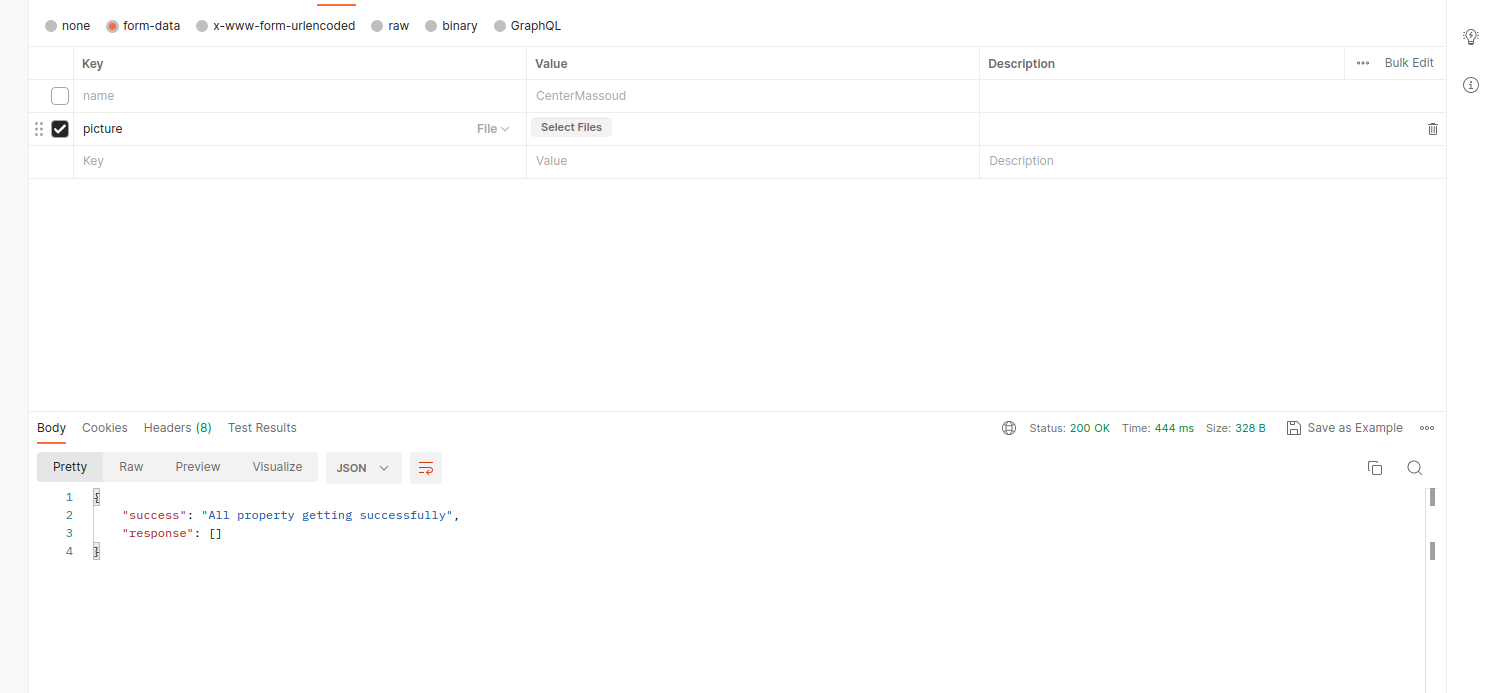 none form-data x-www-form-urlencoded raw binary GraphQL
Key Value Description Bulk Edit
name CenterMassoud
picture File Select Files
Key Value Description
Body Cookies Headers (8) Test Results Status: 200 OK Time: 444 ms Size: 328 B Save as Example
Pretty Raw Preview Visualize JSON
1 {
2 "success": "All property getting successfully",
3 "response": []
4 }